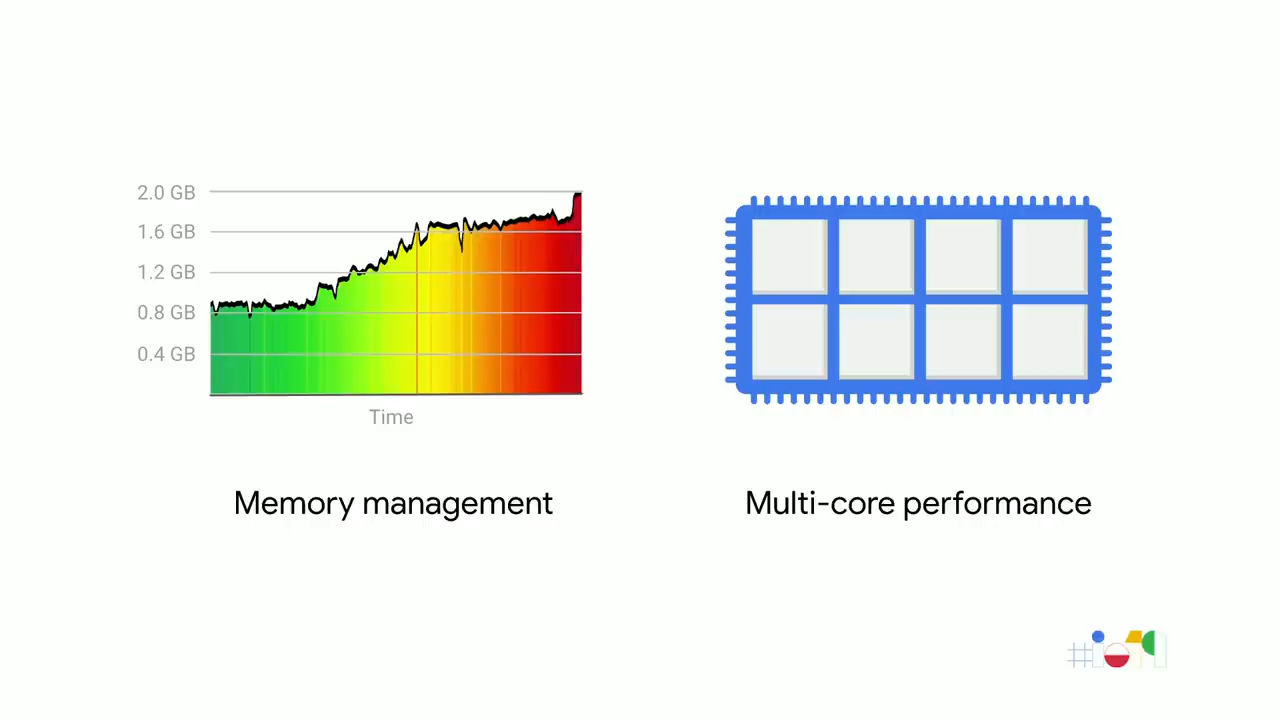 2.0 GB
1.6 GB
1.2 GB
0.8 GB
0.4 GB
Time
Memory management
Multi-core performance
#io19